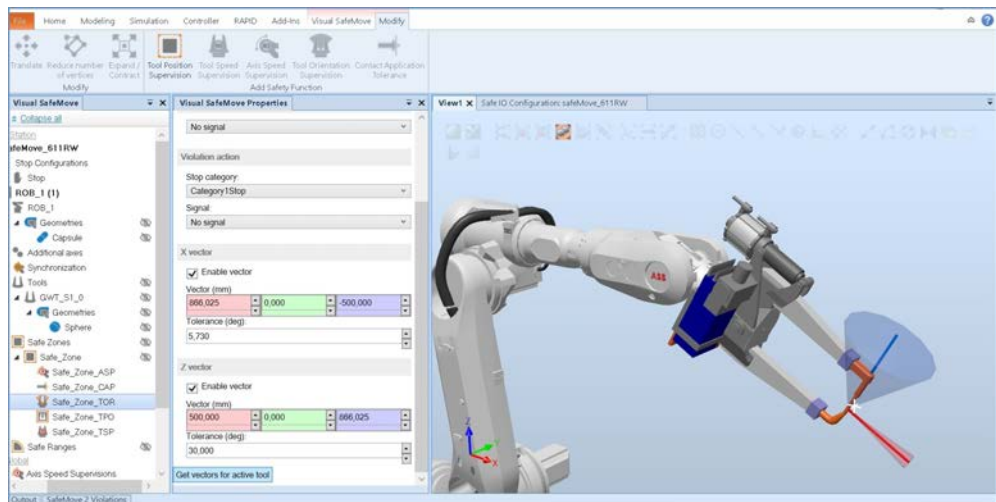 File Home Modeling Simulation Controller RAPID Add-Ins Visual SafeMove Modify
Translate Reduce number of vertices Expand / Contract Tool Position Supervision Tool Speed Supervision Axis Speed Supervision Tool Orientation Supervision Contact Application Tolerance
Modify Add Safety Function
Visual SafeMove
Collapse all
Station
afeMove_611RW
Stop Configurations
Stop
ROB_1 (1)
ROB_1
Geometries
Capsule
Additional axes
Synchronization
Tools
GWT_S1_0
Geometries
Sphere
Safe Zones
Safe_Zone
Safe_Zone_ASP
Safe_Zone_CAP
Safe_Zone_TOR
Safe_Zone_TPO
Safe_Zone_TSP
Safe Ranges
lobal
Axis Speed Supervisions
Output SafeMove 2 Violations
Visual SafeMove Properties
No signal
Violation action
Stop category:
Category1Stop
Signal:
No signal
X vector
Enable vector
Vector (mm)
866,025 0,000 -500,000
Tolerance (deg):
5,730
Z vector
Enable vector
Vector (mm)
500,000 0,000 866,025
Tolerance (deg):
30,000
Get vectors for active tool
View1 Safe IO Configuration: safeMove_611RW
ABB
Z
Y
X